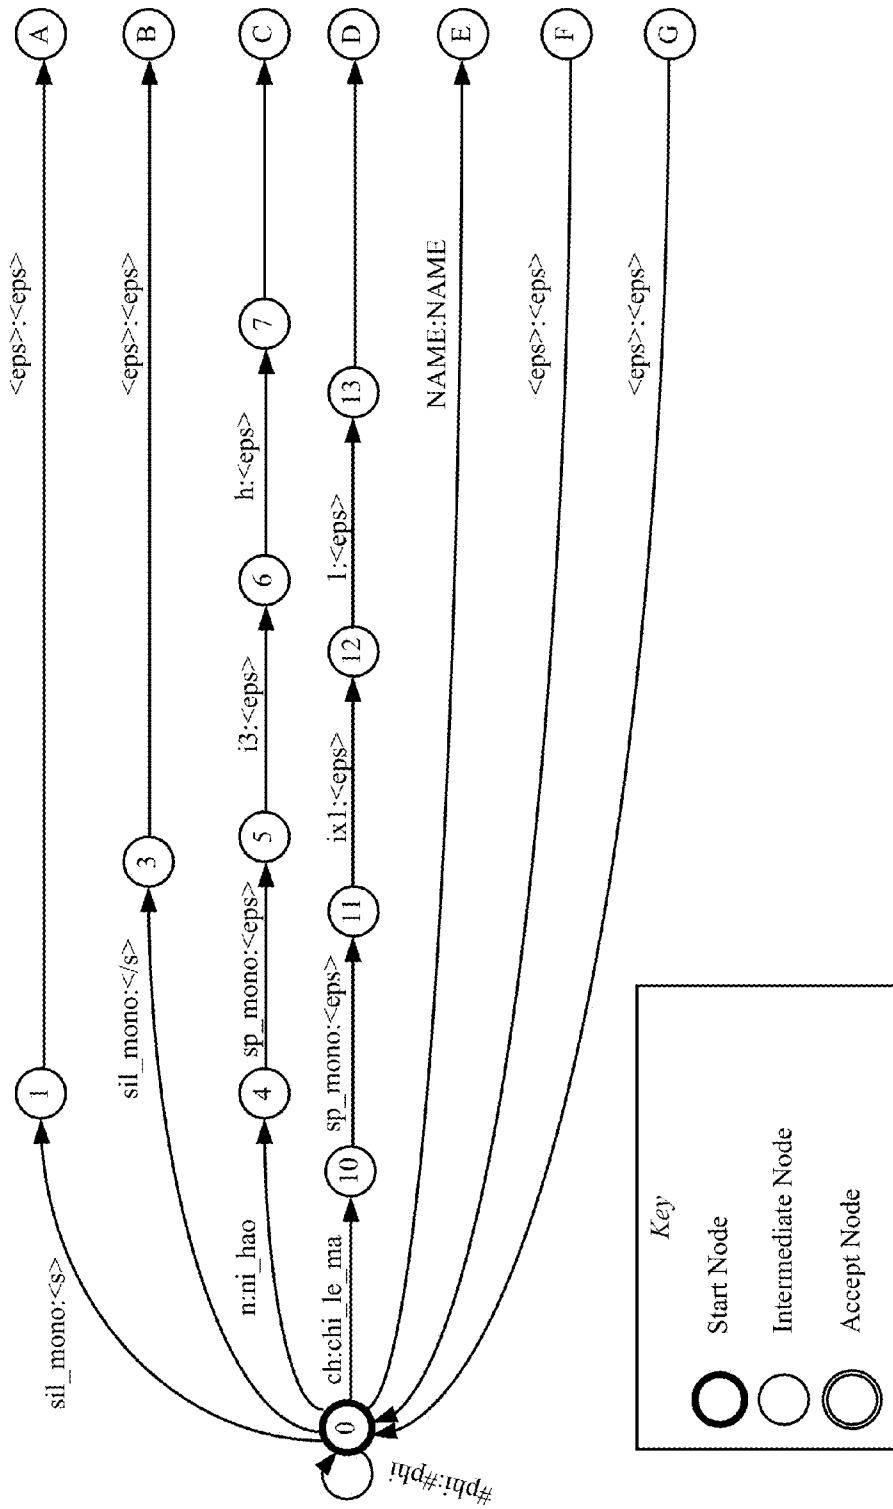 A
<eps>:<eps>
1
sil_mono:<s>
B
<eps>:<eps>
3
sil_mono:</s>
C
7
h:<eps>
6
i3:<eps>
5
sp_mono:<eps>
4
n:ni_hao
D
13
l:<eps>
12
ix1:<eps>
11
sp_mono:<eps>
10
ch:chi_le_ma
E
NAME:NAME
F
<eps>:<eps>
G
<eps>:<eps>
0
#phi:#phi
Key
Start Node
Intermediate Node
Accept Node